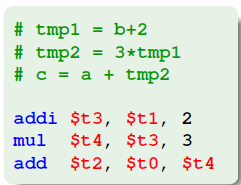 # tmp1 = b+2
# tmp2 = 3*tmp1
# c = a + tmp2
addi $t3, $t1, 2
mul $t4, $t3, 3
add $t2, $t0, $t4